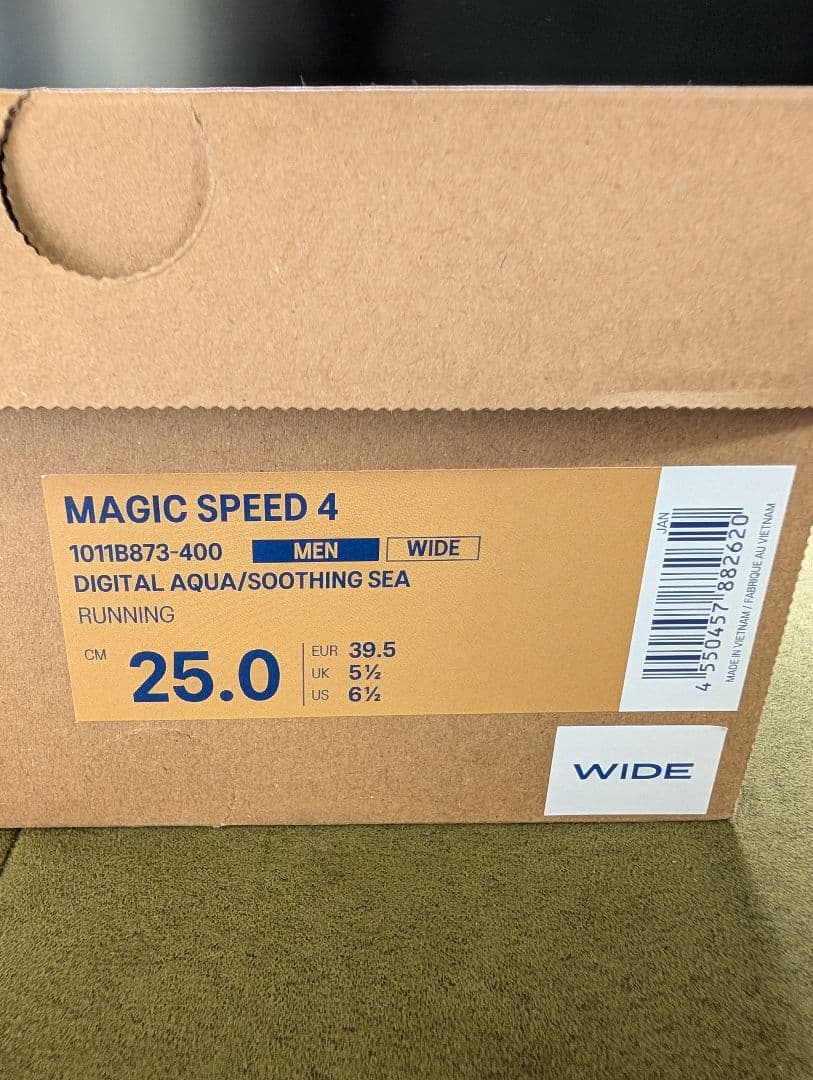 MAGIC SPEED 4
1011B873-400 MEN WIDE
DIGITAL AQUA/SOOTHING SEA
RUNNING
CM 25.0
EUR 39.5
UK 5½
US 6½
JAN
4 550457 882620
MADE IN VIETNAM / FABRIQUE AU VIETNAM
WIDE